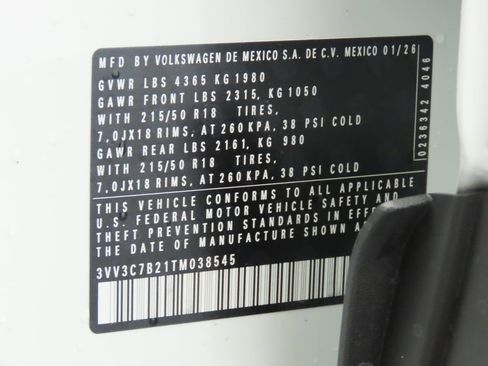 MFD BY VOLKSWAGEN DE MEXICO S.A. DE C.V. MEXICO 01/26
GVWR LBS 4365 KG 1980
GAWR FRONT LBS 2315, KG 1050
WITH 215/50 R18 TIRES,
7.0JX18 RIMS, AT 260 KPA, 38 PSI COLD
GAWR REAR LBS 2161, KG 980
WITH 215/50 R18 TIRES,
7.0JX18 RIMS, AT 260 KPA, 38 PSI COLD
THIS VEHICLE CONFORMS TO ALL APPLICABLE
U.S. FEDERAL MOTOR VEHICLE SAFETY AND
THEFT PREVENTION STANDARDS IN EFFECT
THE DATE OF MANUFACTURE SHOWN
3VV3C7B21TM038545
0236342 4046